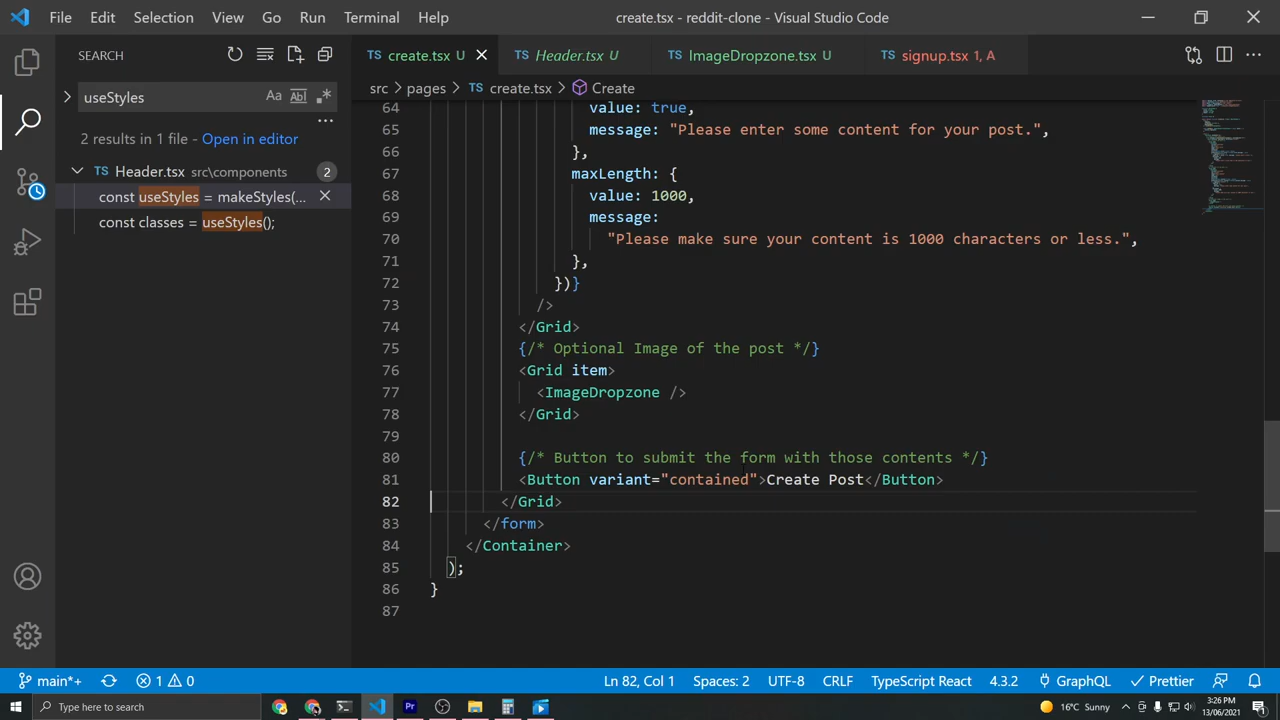 File Edit Selection View Go Run Terminal Help create.tsx - reddit-clone - Visual Studio Code
SEARCH
TS create.tsx U TS Header.tsx U TS ImageDropzone.tsx U TS signup.tsx 1, A
src > pages > TS create.tsx > Create
useStyles Aa ab .*
2 results in 1 file - Open in editor
TS Header.tsx src\components 2
const useStyles = makeStyles(...
const classes = useStyles();
64 value: true,
65 message: "Please enter some content for your post.",
66 },
67 maxLength: {
68 value: 1000,
69 message:
70 "Please make sure your content is 1000 characters or less.",
71 },
72 })}
73 />
74 </Grid>
75 {/* Optional Image of the post */}
76 <Grid item>
77 <ImageDropzone />
78 </Grid>
79
80 {/* Button to submit the form with those contents */}
81 <Button variant="contained">Create Post</Button>
82 </Grid>
83 </form>
84 </Container>
85 );
86 }
87
main*+ 1 0 Ln 82, Col 1 Spaces: 2 UTF-8 CRLF TypeScript React 4.3.2 GraphQL Prettier
Type here to search Pr 16°C Sunny 3:26 PM
13/06/2021